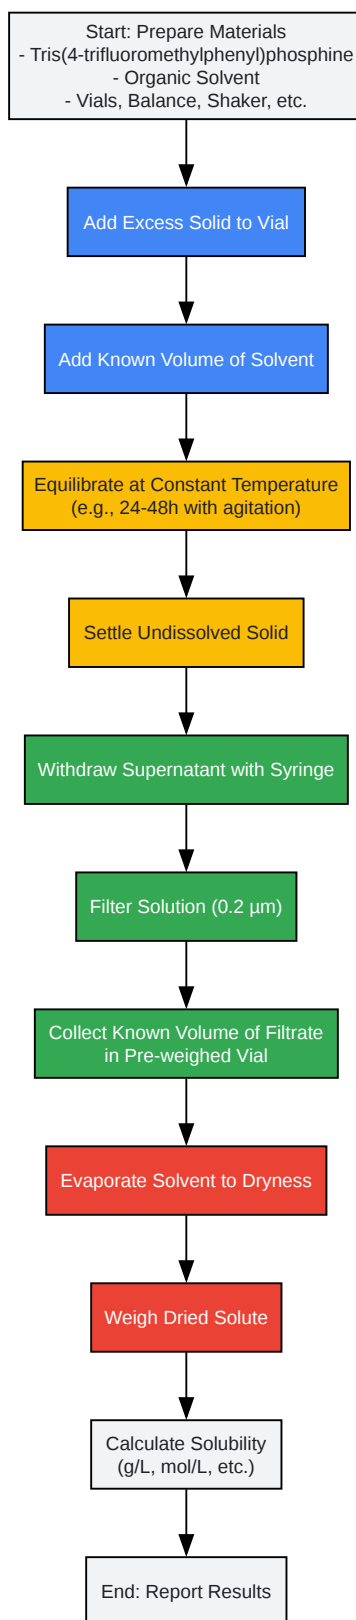 Start: Prepare Materials
- Tris(4-trifluoromethylphenyl)phosphine
- Organic Solvent
- Vials, Balance, Shaker, etc.
Add Excess Solid to Vial
Add Known Volume of Solvent
Equilibrate at Constant Temperature
(e.g., 24-48h with agitation)
Settle Undissolved Solid
Withdraw Supernatant with Syringe
Filter Solution (0.2 µm)
Collect Known Volume of Filtrate
in Pre-weighed Vial
Evaporate Solvent to Dryness
Weigh Dried Solute
Calculate Solubility
(g/L, mol/L, etc.)
End: Report Results